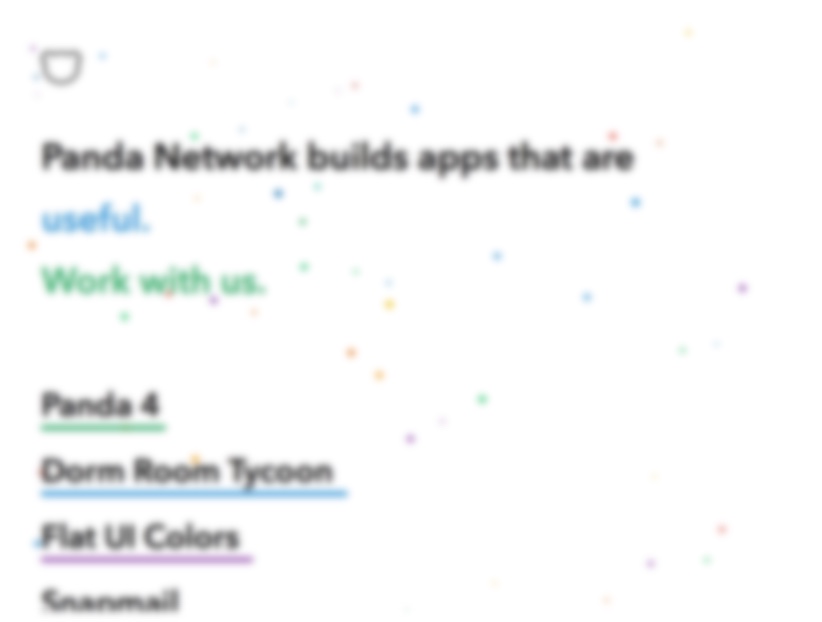 Panda Network builds apps that are
useful.
Work with us.
Panda 4
Dorm Room Tycoon
Flat UI Colors
Snapmail